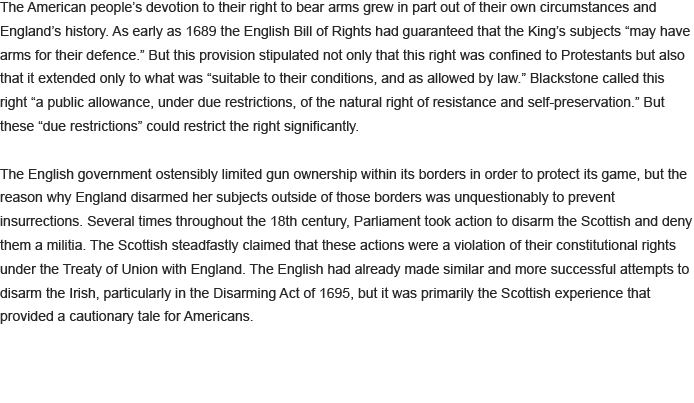 The American people’s devotion to their right to bear arms grew in part out of their own circumstances and
England’s history. As early as 1689 the English Bill of Rights had guaranteed that the King’s subjects “may have
arms for their defence.” But this provision stipulated not only that this right was confined to Protestants but also
that it extended only to what was “suitable to their conditions, and as allowed by law.” Blackstone called this
right “a public allowance, under due restrictions, of the natural right of resistance and self-preservation.” But
these “due restrictions” could restrict the right significantly.

The English government ostensibly limited gun ownership within its borders in order to protect its game, but the
reason why England disarmed her subjects outside of those borders was unquestionably to prevent
insurrections. Several times throughout the 18th century, Parliament took action to disarm the Scottish and deny
them a militia. The Scottish steadfastly claimed that these actions were a violation of their constitutional rights
under the Treaty of Union with England. The English had already made similar and more successful attempts to
disarm the Irish, particularly in the Disarming Act of 1695, but it was primarily the Scottish experience that
provided a cautionary tale for Americans.